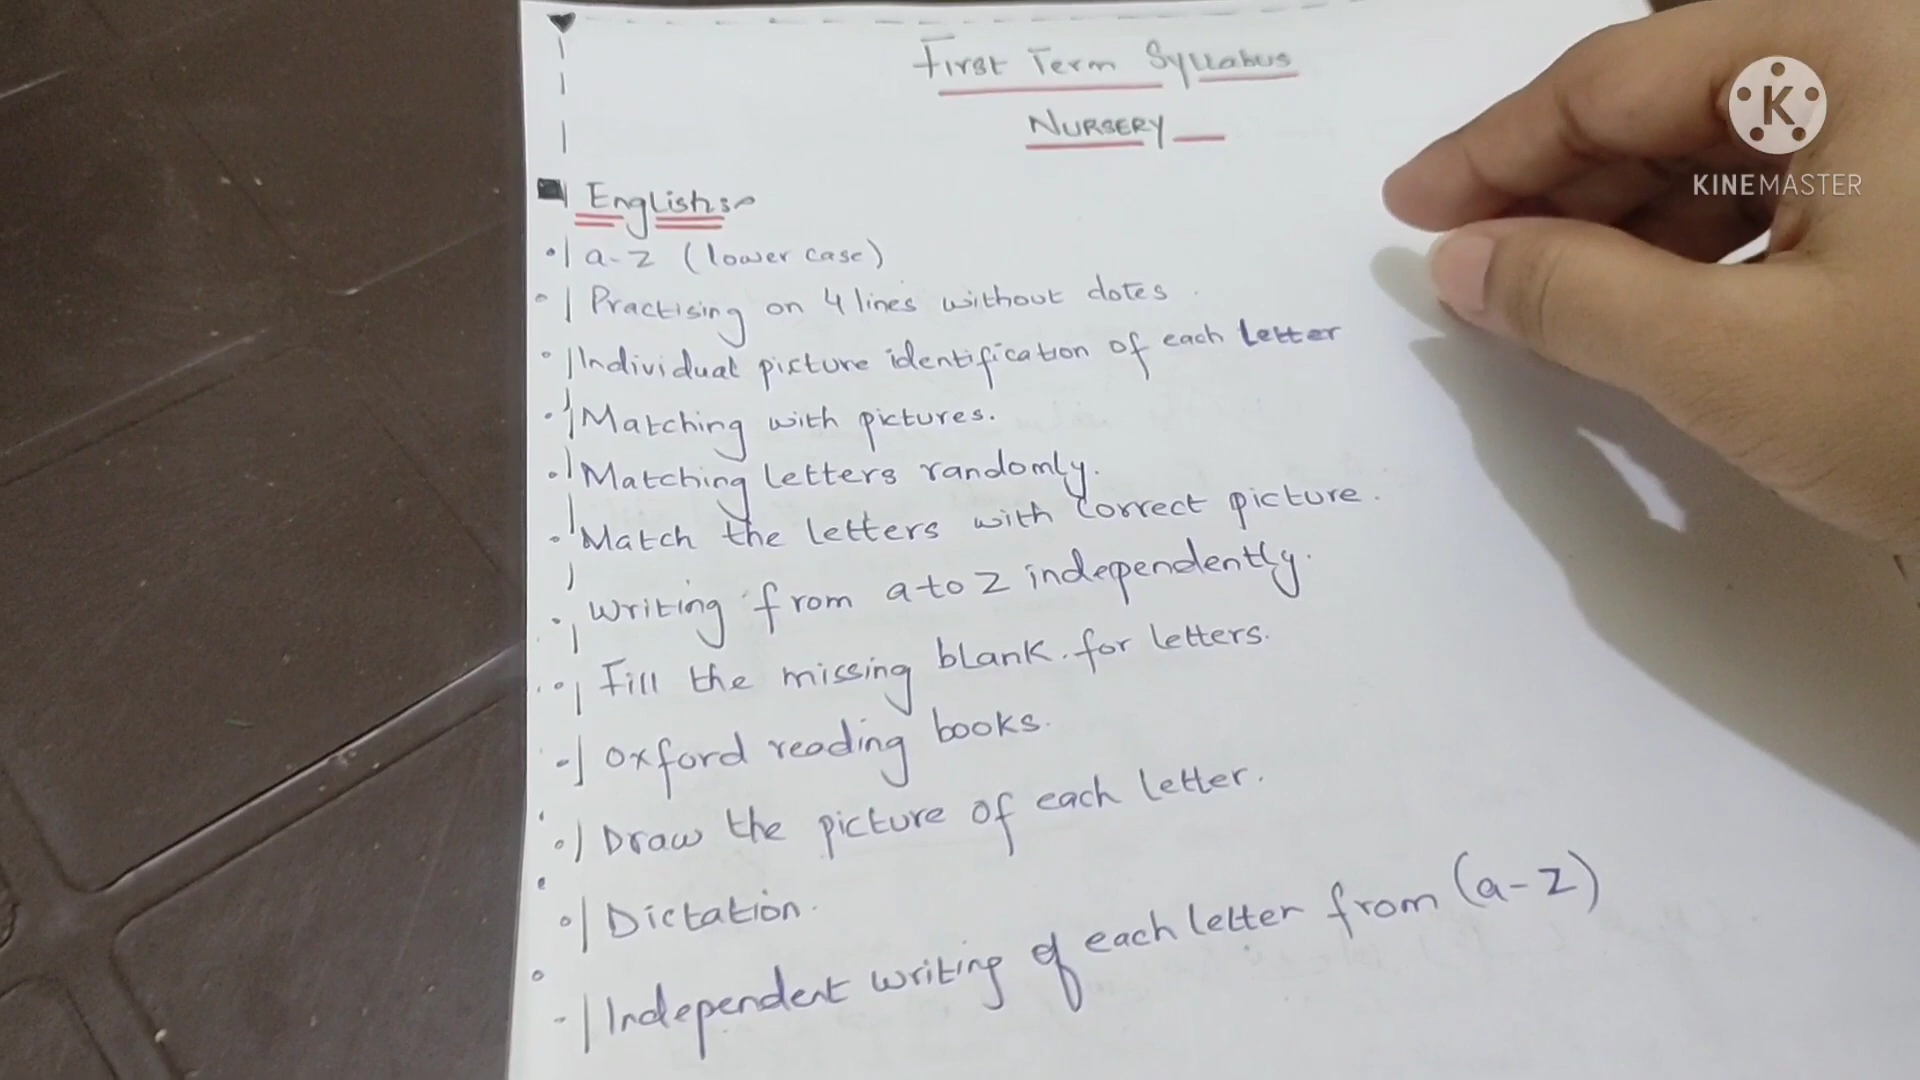 First Term Syllabus
NURSERY
English:-
a-z (lower case)
Practising on 4 lines without dotes
Individual picture identification of each letter
Matching with pictures.
Matching letters randomly.
Match the letters with correct picture.
writing from a to z independently.
Fill the missing blank. for letters.
Oxford reading books.
Draw the picture of each letter.
Dictation.
Independent writing of each letter from (a-z)
K
KINEMASTER